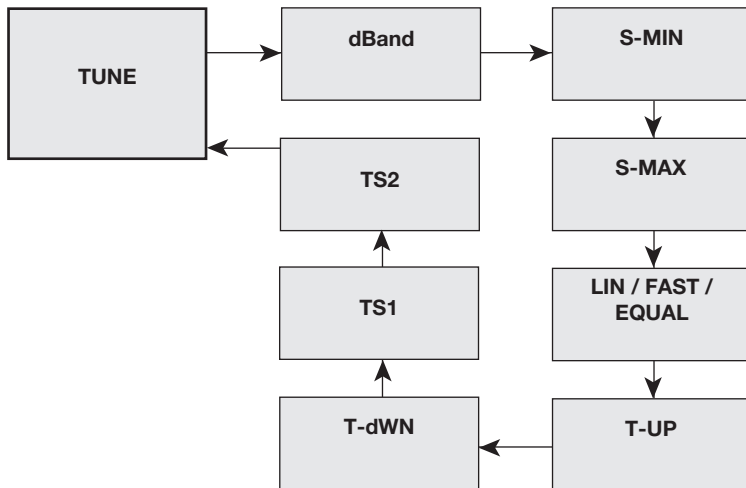 TUNE
dBand
S-MIN
S-MAX
LIN / FAST /
EQUAL
T-UP
T-dWN
TS1
TS2